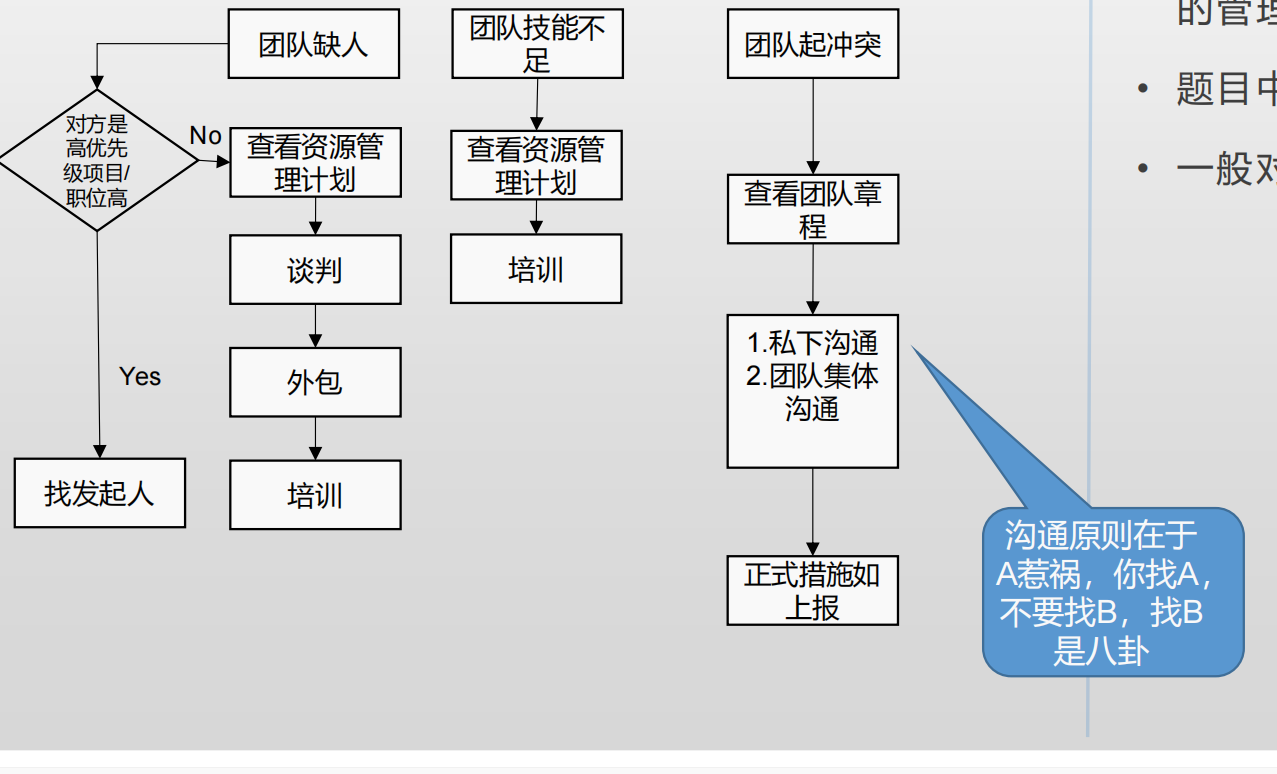 团队缺人
对方是
高优先
级项目/
职位高
No
查看资源管
理计划
谈判
外包
培训
Yes
找发起人
团队技能不
足
查看资源管
理计划
培训
团队起冲突
查看团队章
程
1.私下沟通
2.团队集体
沟通
正式措施如
上报
沟通原则在于
A惹祸，你找A，
不要找B，找B
是八卦
的管理
• 题目中
• 一般对